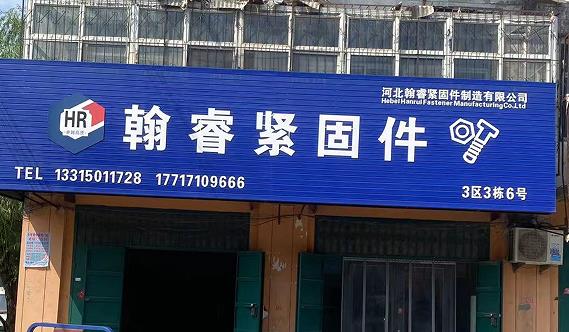 河北翰睿紧固件制造有限公司
Hebei Hanrui Fastener Manufacturing Co.,Ltd
HR
翰睿紧固件
TEL 13315011728 17717109666
3区3栋6号